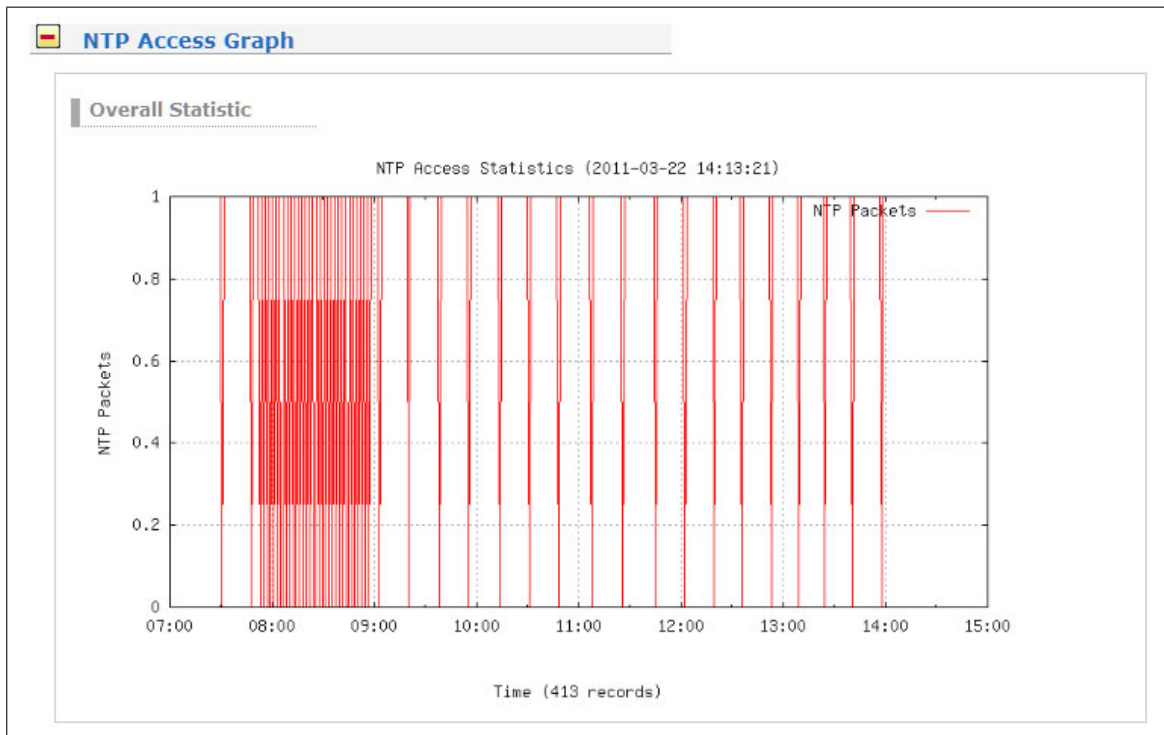 NTP Access Graph
Overall Statistic
NTP Access Statistics (2011-03-22 14:13:21)
NTP Packets
1
0.8
0.6
0.4
0.2
0
NTP Packets
07:00 08:00 09:00 10:00 11:00 12:00 13:00 14:00 15:00
Time (413 records)